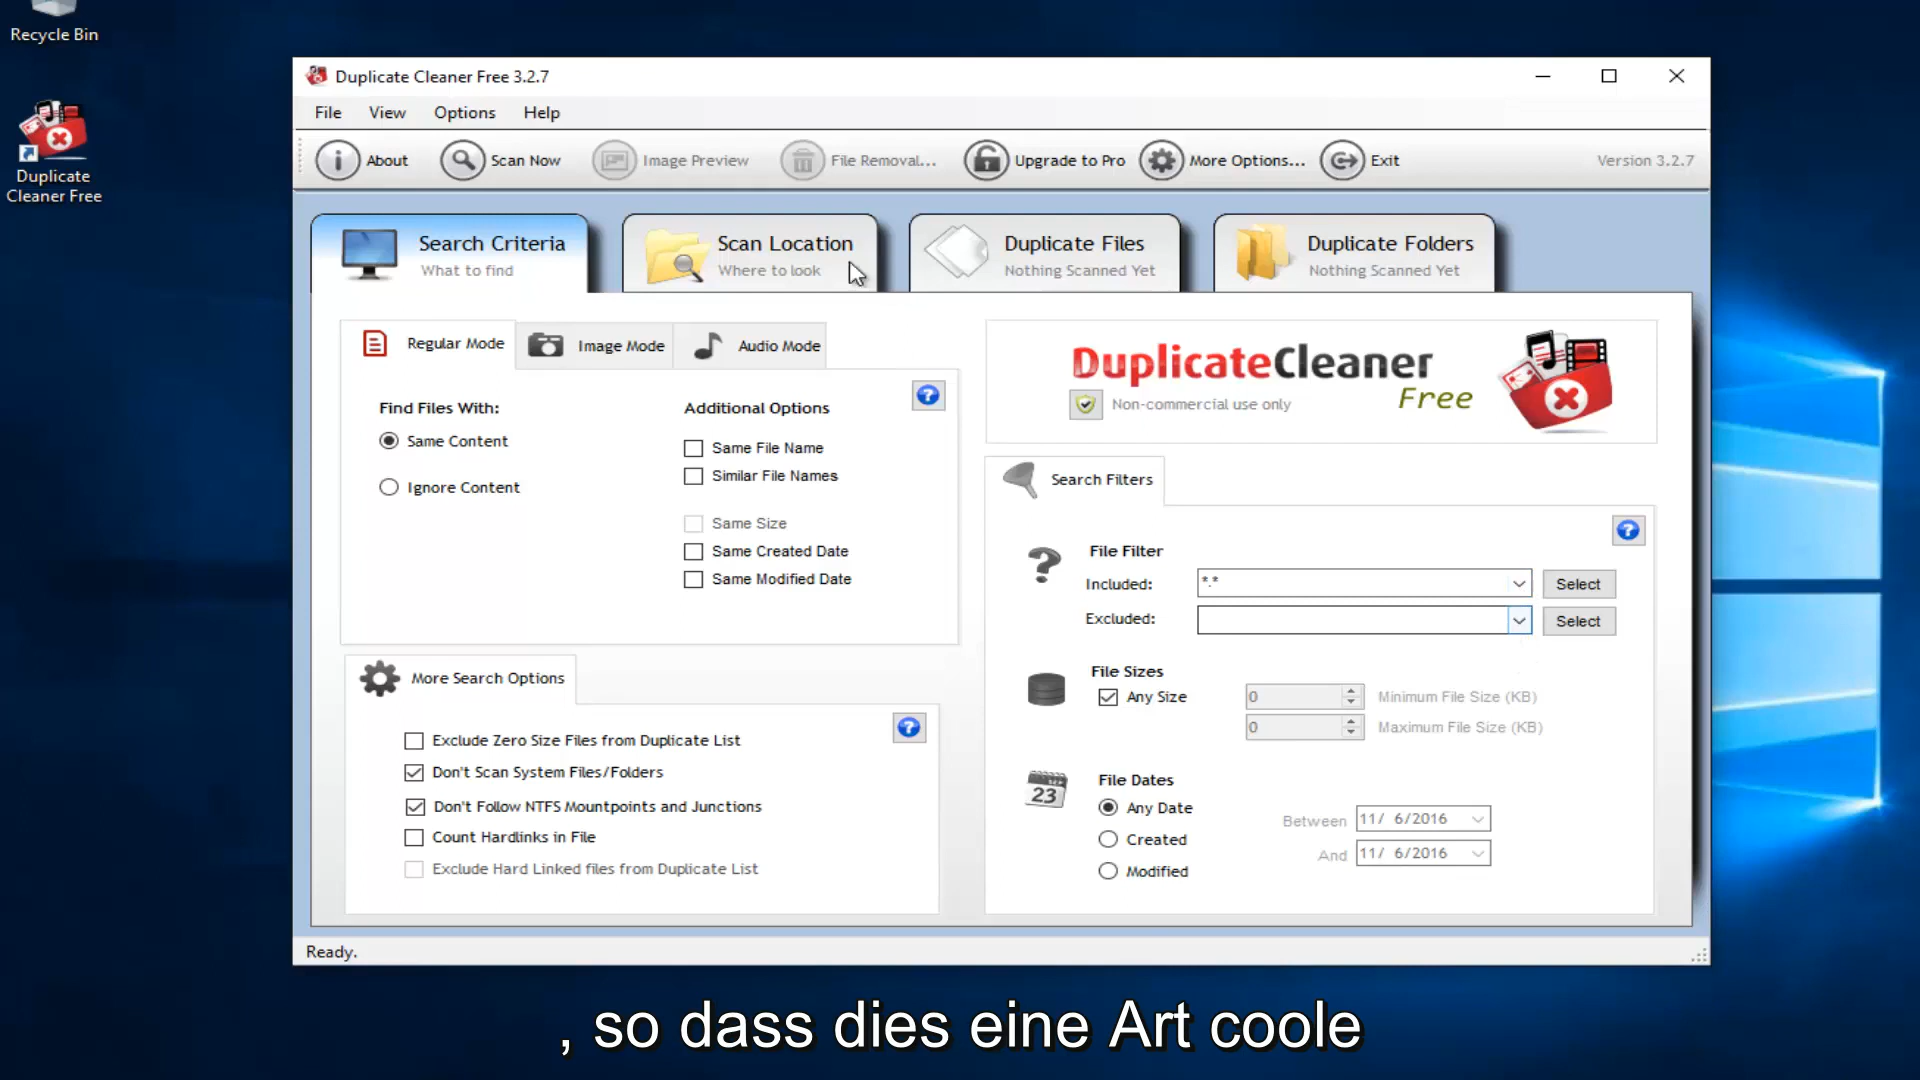 Recycle Bin
Duplicate
Cleaner Free
Duplicate Cleaner Free 3.2.7
File View Options Help
About Scan Now Image Preview File Removal... Upgrade to Pro More Options... Exit Version 3.2.7
Search Criteria
What to find
Scan Location
Where to look
Duplicate Files
Nothing Scanned Yet
Duplicate Folders
Nothing Scanned Yet
Regular Mode Image Mode Audio Mode
Find Files With:
Same Content
Ignore Content
Additional Options
Same File Name
Similar File Names
Same Size
Same Created Date
Same Modified Date
More Search Options
Exclude Zero Size Files from Duplicate List
Don't Scan System Files/Folders
Don't Follow NTFS Mountpoints and Junctions
Count Hardlinks in File
Exclude Hard Linked files from Duplicate List
DuplicateCleaner
Free
Non-commercial use only
Search Filters
File Filter
Included: *.* Select
Excluded: Select
File Sizes
Any Size 0 Minimum File Size (KB)
0 Maximum File Size (KB)
23
File Dates
Any Date
Created
Modified
Between 11/ 6/2016
And 11/ 6/2016
Ready.
, so dass dies eine Art coole